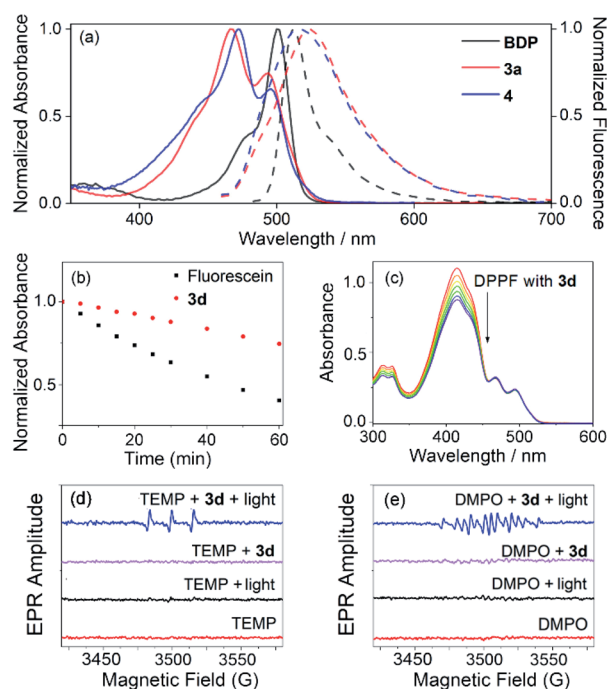 (a)
BDP
3a
4
Normalized Absorbance
1.0
0.5
0.0
1.0
0.5
0.0
Normalized Fluorescence
400 500 600 700
Wavelength / nm
(b)
Fluorescein
3d
Normalized Absorbance
1.0
0.5
0 10 20 30 40 50 60
Time (min)
(c)
DPPF with 3d
Absorbance
1.0
0.5
0.0
300 400 500 600
Wavelength / nm
(d)
TEMP + 3d + light
TEMP + 3d
TEMP + light
TEMP
EPR Amplitude
3450 3500 3550
Magnetic Field (G)
(e)
DMPO + 3d + light
DMPO + 3d
DMPO + light
DMPO
EPR Amplitude
3450 3500 3550
Magnetic Field (G)